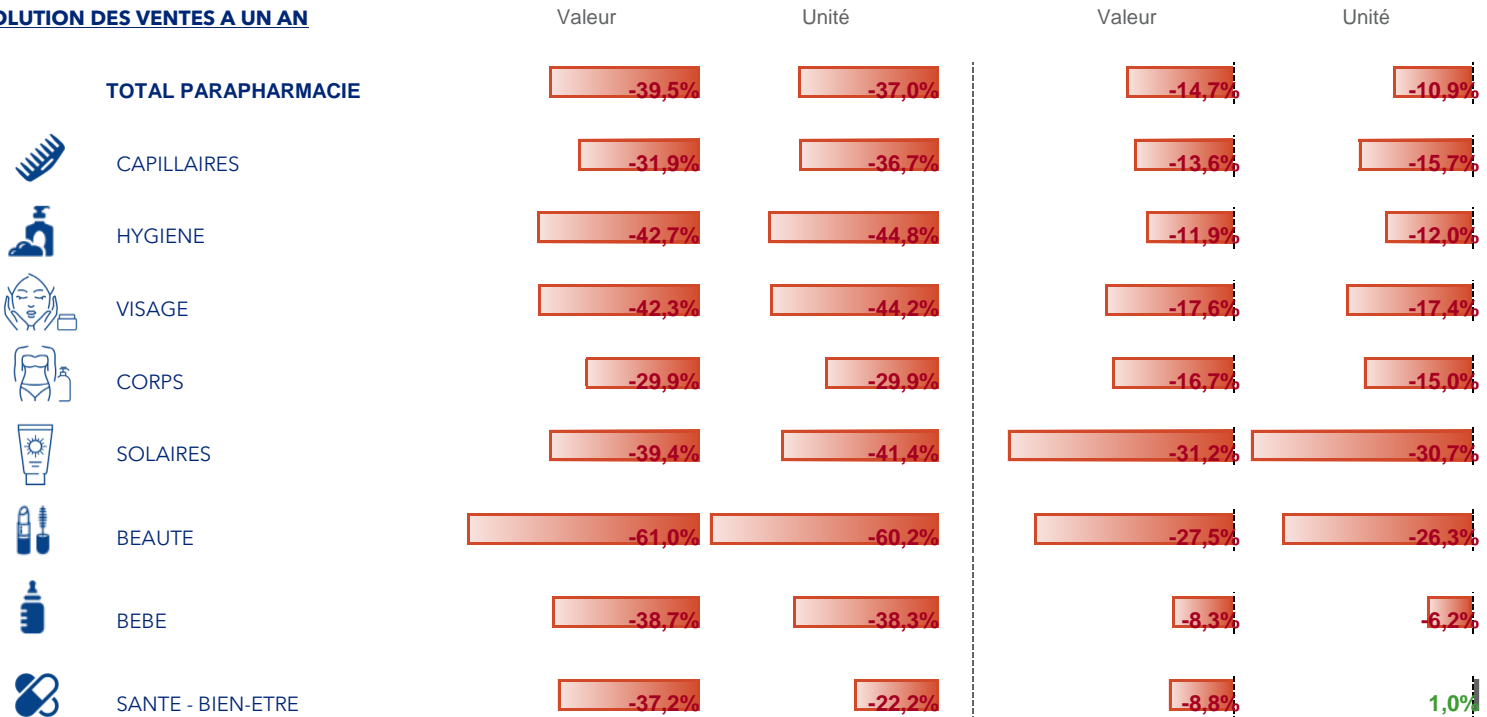 OLUTION DES VENTES A UN AN Valeur Unité Valeur Unité
TOTAL PARAPHARMACIE -39,5% -37,0% -14,7% -10,9%
CAPILLAIRES -31,9% -36,7% -13,6% -15,7%
HYGIENE -42,7% -44,8% -11,9% -12,0%
VISAGE -42,3% -44,2% -17,6% -17,4%
CORPS -29,9% -29,9% -16,7% -15,0%
SOLAIRES -39,4% -41,4% -31,2% -30,7%
BEAUTE -61,0% -60,2% -27,5% -26,3%
BEBE -38,7% -38,3% -8,3% -6,2%
SANTE - BIEN-ETRE -37,2% -22,2% -8,8% 1,0%